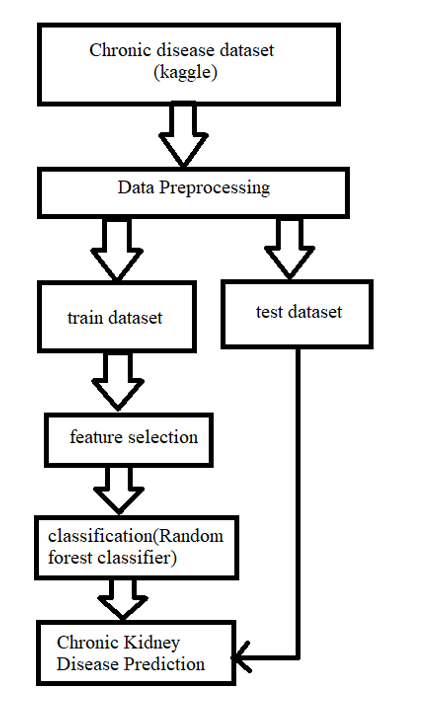 Chronic disease dataset
(kaggle)
Data Preprocessing
train dataset
test dataset
feature selection
classification(Random
forest classifier)
Chronic Kidney
Disease Prediction